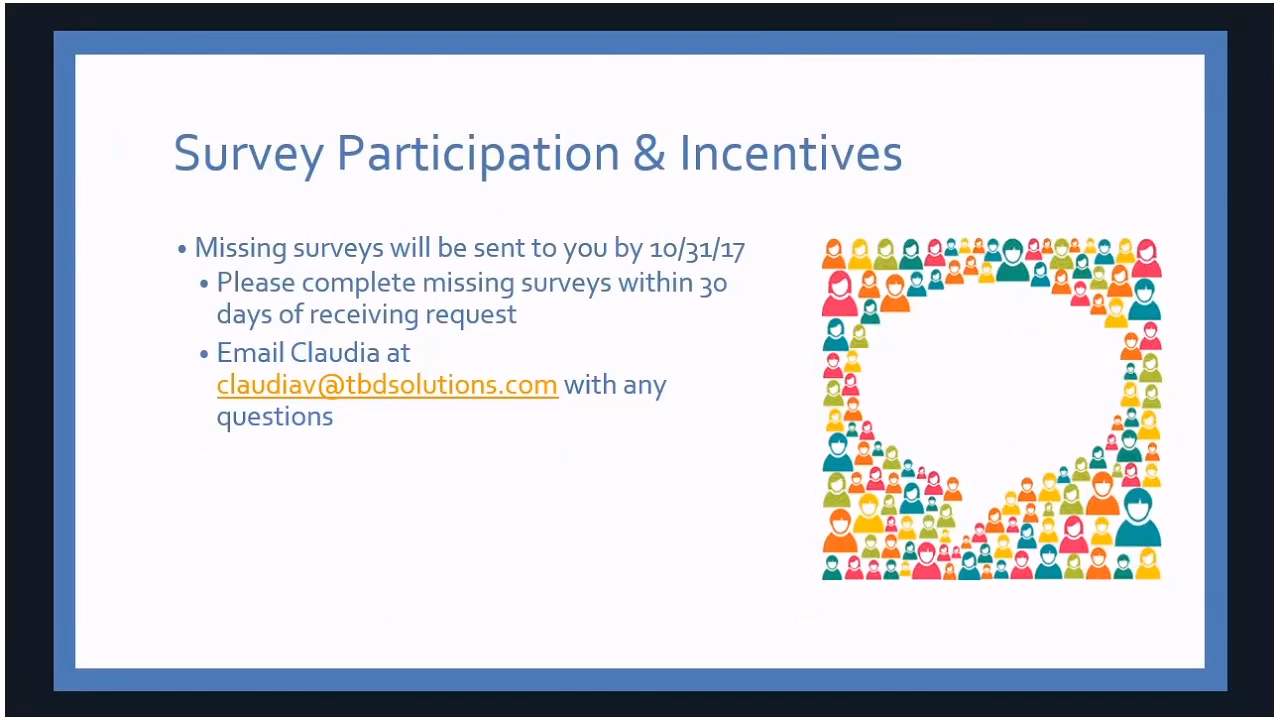 Survey Participation & Incentives
• Missing surveys will be sent to you by 10/31/17
• Please complete missing surveys within 30
days of receiving request
• Email Claudia at
claudiav@tbdsolutions.com with any
questions